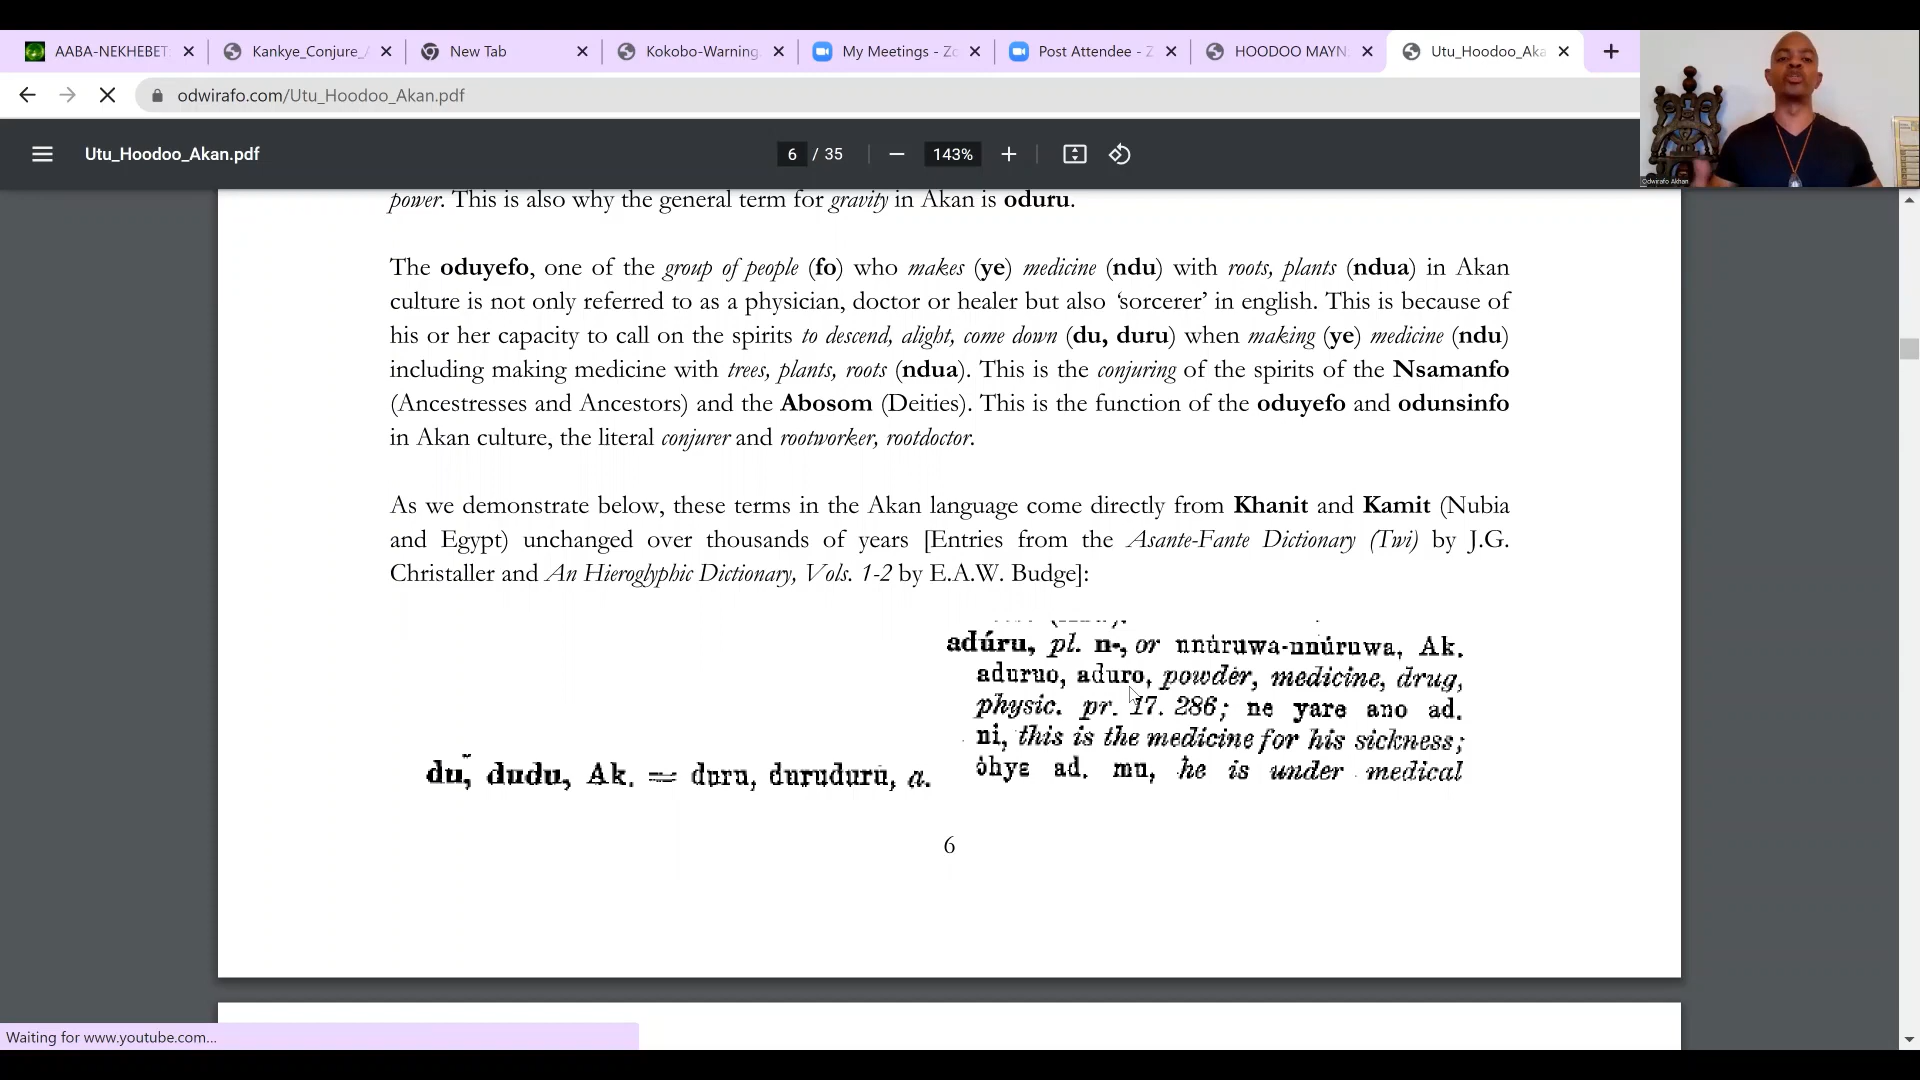 AABA-NEKHEBET
Kankye_Conjure_A
New Tab
Kokobo-Warning.
My Meetings - Zo
Post Attendee - Z
HOODOO MAYN
Utu_Hoodoo_Aka
odwirafo.com/Utu_Hoodoo_Akan.pdf
Utu_Hoodoo_Akan.pdf
6 / 35
143%
Odwirafo Akhan
power. This is also why the general term for gravity in Akan is oduru.
The oduyefo, one of the group of people (fo) who makes (ye) medicine (ndu) with roots, plants (ndua) in Akan
culture is not only referred to as a physician, doctor or healer but also ‘sorcerer’ in english. This is because of
his or her capacity to call on the spirits to descend, alight, come down (du, duru) when making (ye) medicine (ndu)
including making medicine with trees, plants, roots (ndua). This is the conjuring of the spirits of the Nsamanfo
(Ancestresses and Ancestors) and the Abosom (Deities). This is the function of the oduyefo and odunsinfo
in Akan culture, the literal conjurer and rootworker, rootdoctor.
As we demonstrate below, these terms in the Akan language come directly from Khanit and Kamit (Nubia
and Egypt) unchanged over thousands of years [Entries from the Asante-Fante Dictionary (Twi) by J.G.
Christaller and An Hieroglyphic Dictionary, Vols. 1-2 by E.A.W. Budge]:
adúru, pl. n-, or nnúruwa-nnúruwa, Ak.
aduruo, aduro, powder, medicine, drug,
physic. pr. 17. 286; ne yare ano ad.
ni, this is the medicine for his sickness;
ȯhyɛ ad. mu, he is under medical
du, dudu, Ak. = duru, duruduru, a.
6
Waiting for www.youtube.com...